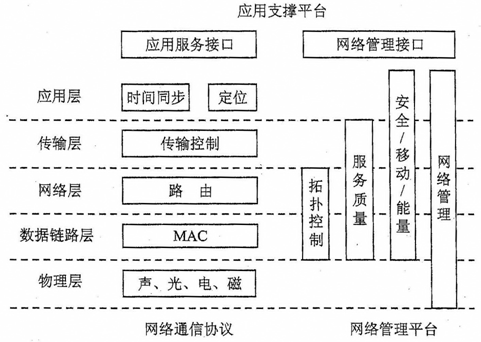 应用支撑平台
应用服务接口
网络管理接口
应用层
时间同步
定位
传输层
传输控制
网络层
路 由
数据链路层
MAC
物理层
声、光、电、磁
拓扑控制
服务质量
安全/移动/能量
网络管理
网络通信协议
网络管理平台